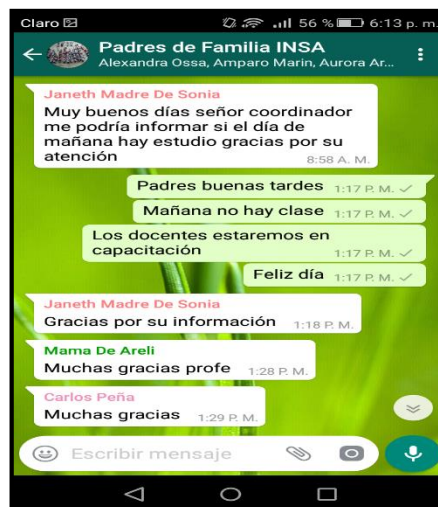 Claro 56 % 6:13 p. m.
Padres de Familia INSA
Alexandra Ossa, Amparo Marin, Aurora Ar...
Janeth Madre De Sonia
Muy buenos días señor coordinador
me podría informar si el día de
mañana hay estudio gracias por su
atención 8:58 A. M.
Padres buenas tardes 1:17 P. M.
Mañana no hay clase 1:17 P. M.
Los docentes estaremos en
capacitación 1:17 P. M.
Feliz día 1:17 P. M.
Janeth Madre De Sonia
Gracias por su información 1:18 P. M.
Mama De Areli
Muchas gracias profe 1:28 P. M.
Carlos Peña
Muchas gracias 1:29 P. M.
Escribir mensaje